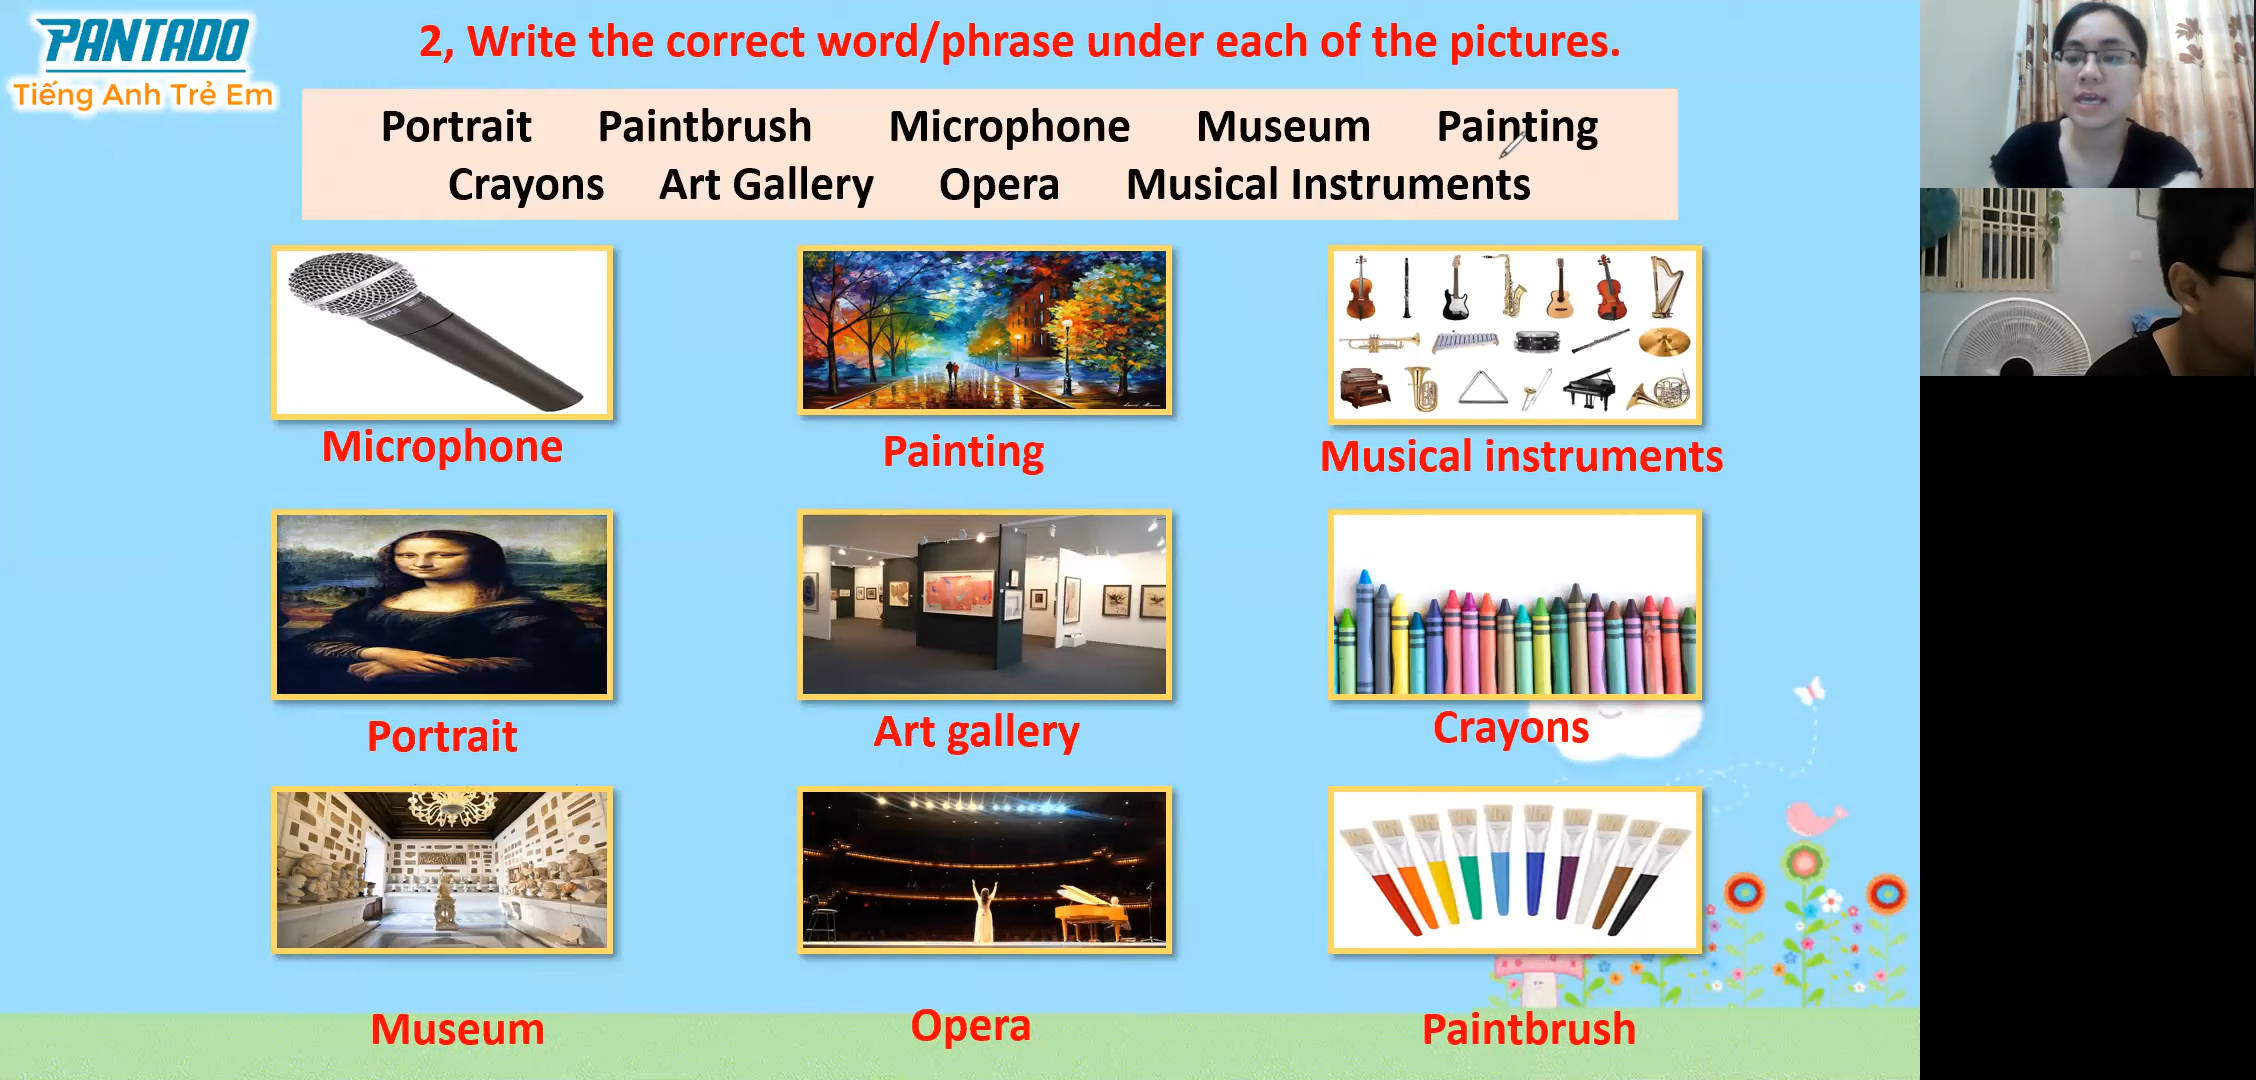 PANTADO
Tiếng Anh Trẻ Em
2, Write the correct word/phrase under each of the pictures.
Portrait Paintbrush Microphone Museum Painting
Crayons Art Gallery Opera Musical Instruments
Microphone Painting Musical instruments
Portrait Art gallery Crayons
Museum Opera Paintbrush